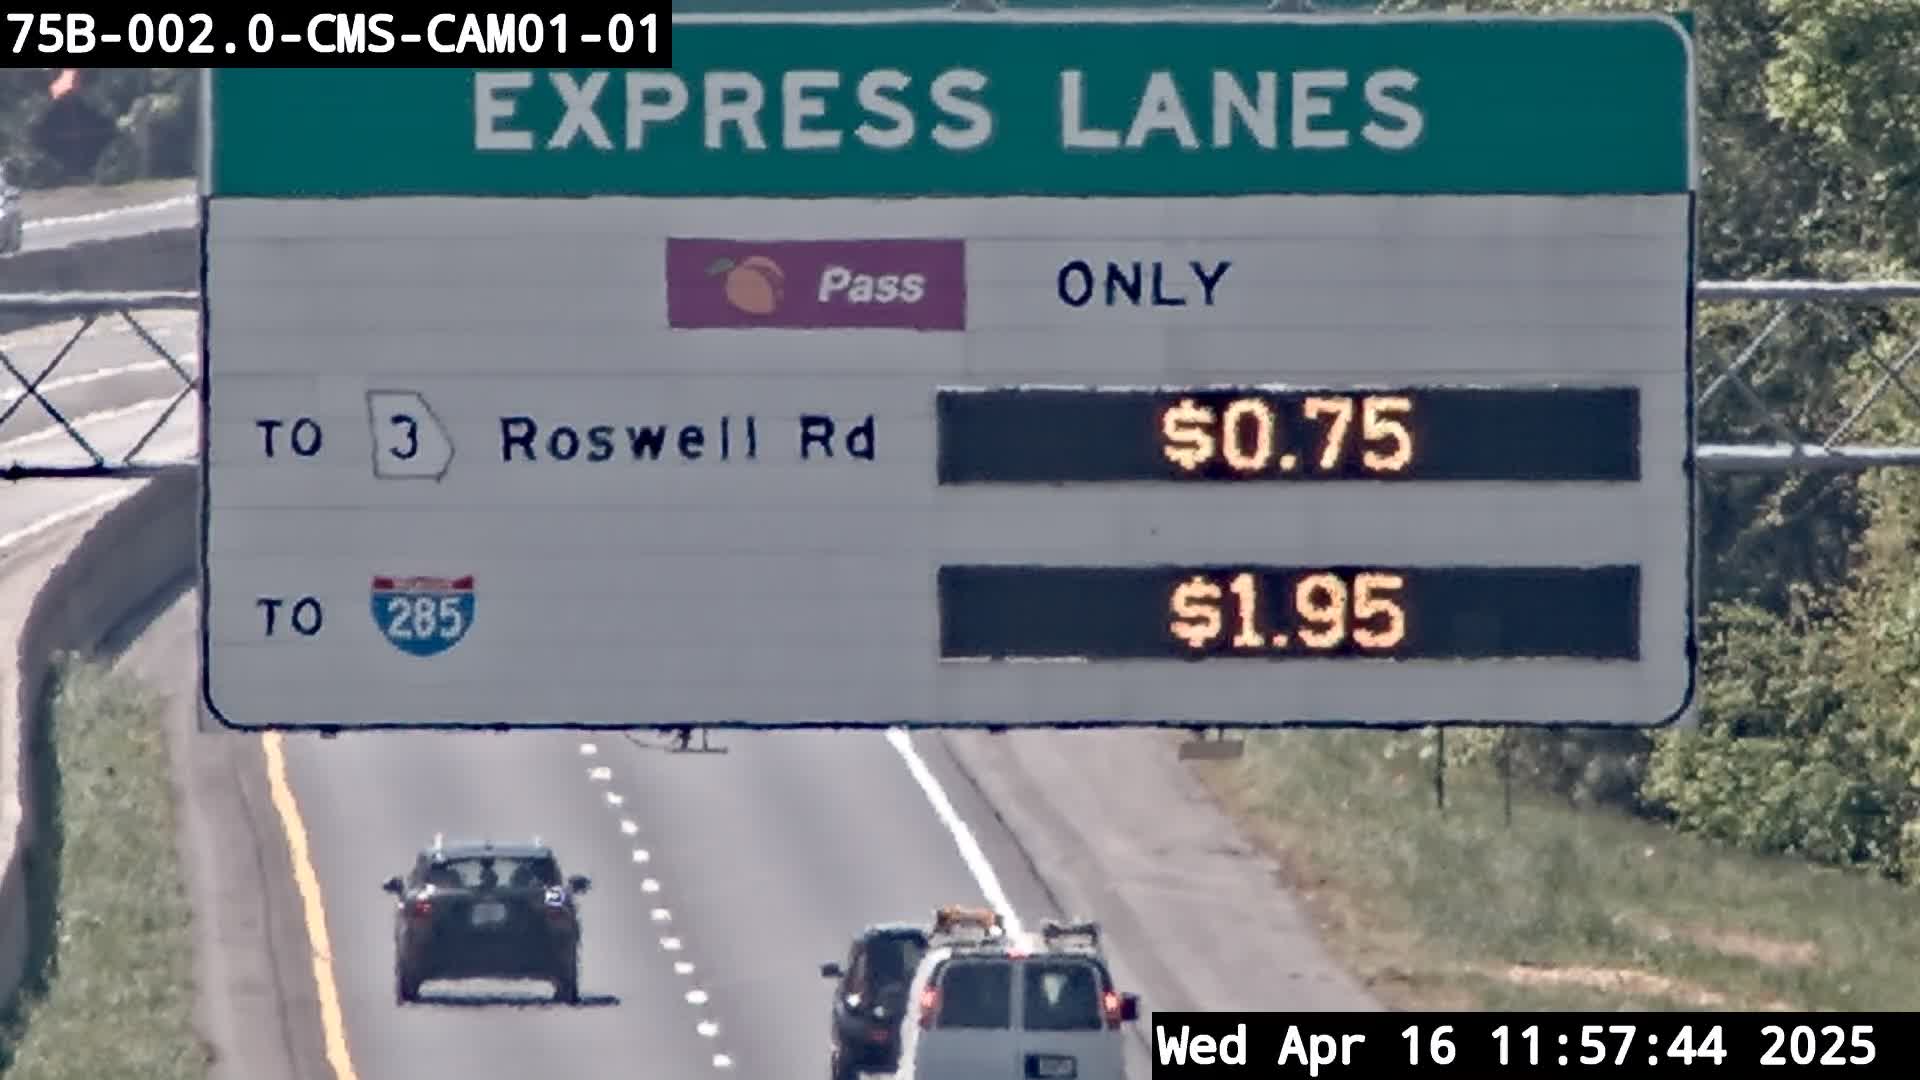 75B-002.0-CMS-CAM01-01
EXPRESS LANES
Pass ONLY
TO 3 Roswell Rd $0.75
TO 285 $1.95
Wed Apr 16 11:57:44 2025